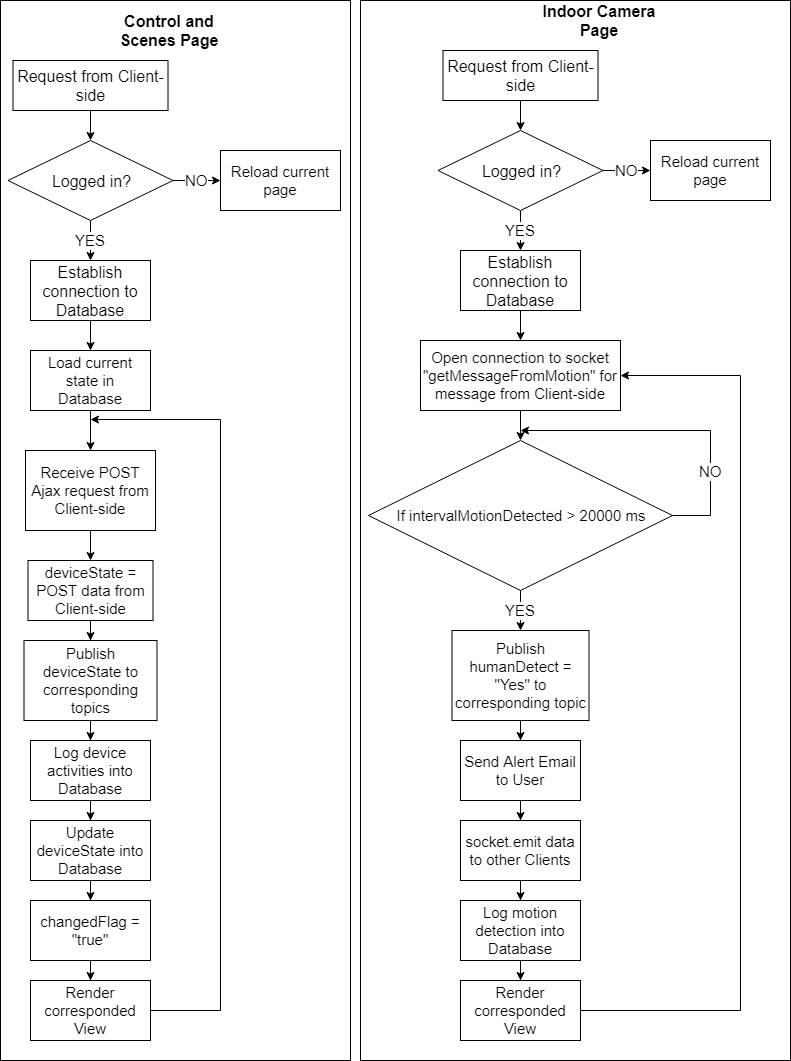 Control and
Scenes Page
Request from Client-
side
Logged in?
NO
Reload current
page
YES
Establish
connection to
Database
Load current
state in
Database
Receive POST
Ajax request from
Client-side
deviceState =
POST data from
Client-side
Publish
deviceState to
corresponding
topics
Log device
activities into
Database
Update
deviceState into
Database
changedFlag =
"true"
Render
corresponded
View
Indoor Camera
Page
Request from Client-
side
Logged in?
NO
Reload current
page
YES
Establish
connection to
Database
Open connection to socket
"getMessageFromMotion" for
message from Client-side
If intervalMotionDetected > 20000 ms
NO
YES
Publish
humanDetect =
"Yes" to
corresponding topic
Send Alert Email
to User
socket.emit data
to other Clients
Log motion
detection into
Database
Render
corresponded
View